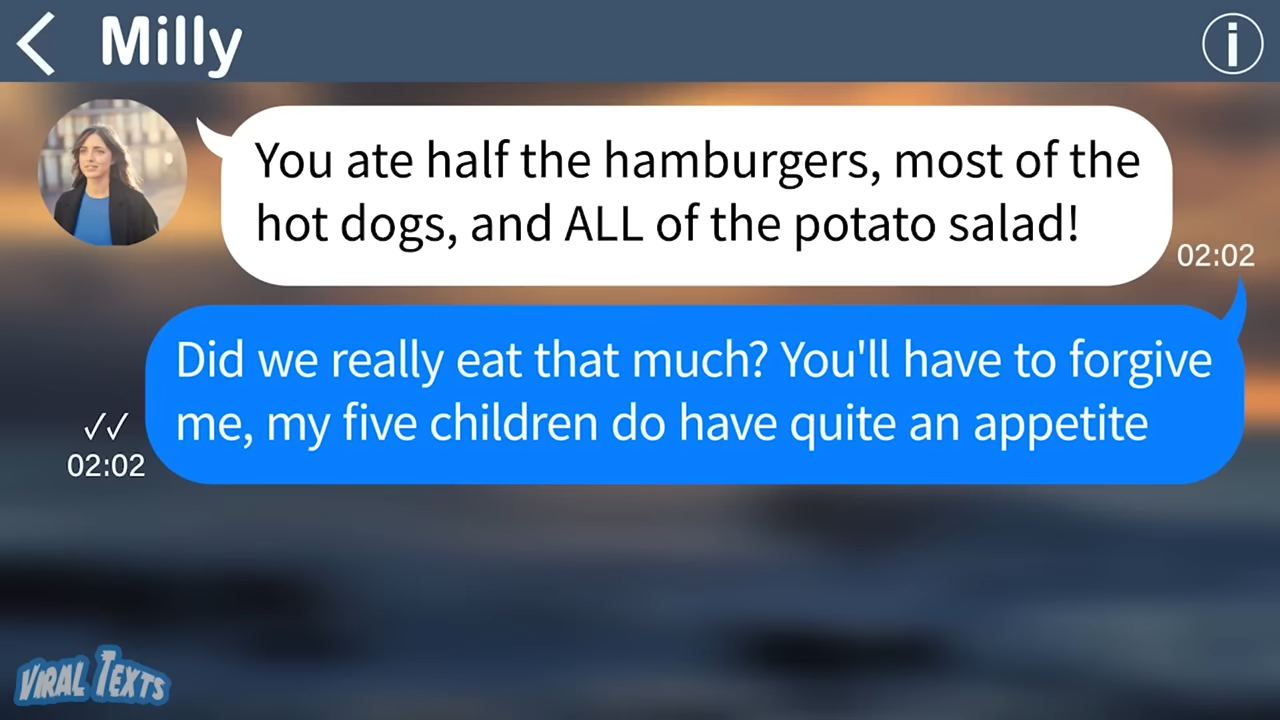 Milly
i
You ate half the hamburgers, most of the
hot dogs, and ALL of the potato salad!
02:02
Did we really eat that much? You'll have to forgive
me, my five children do have quite an appetite
02:02
VIRAL TEXTS